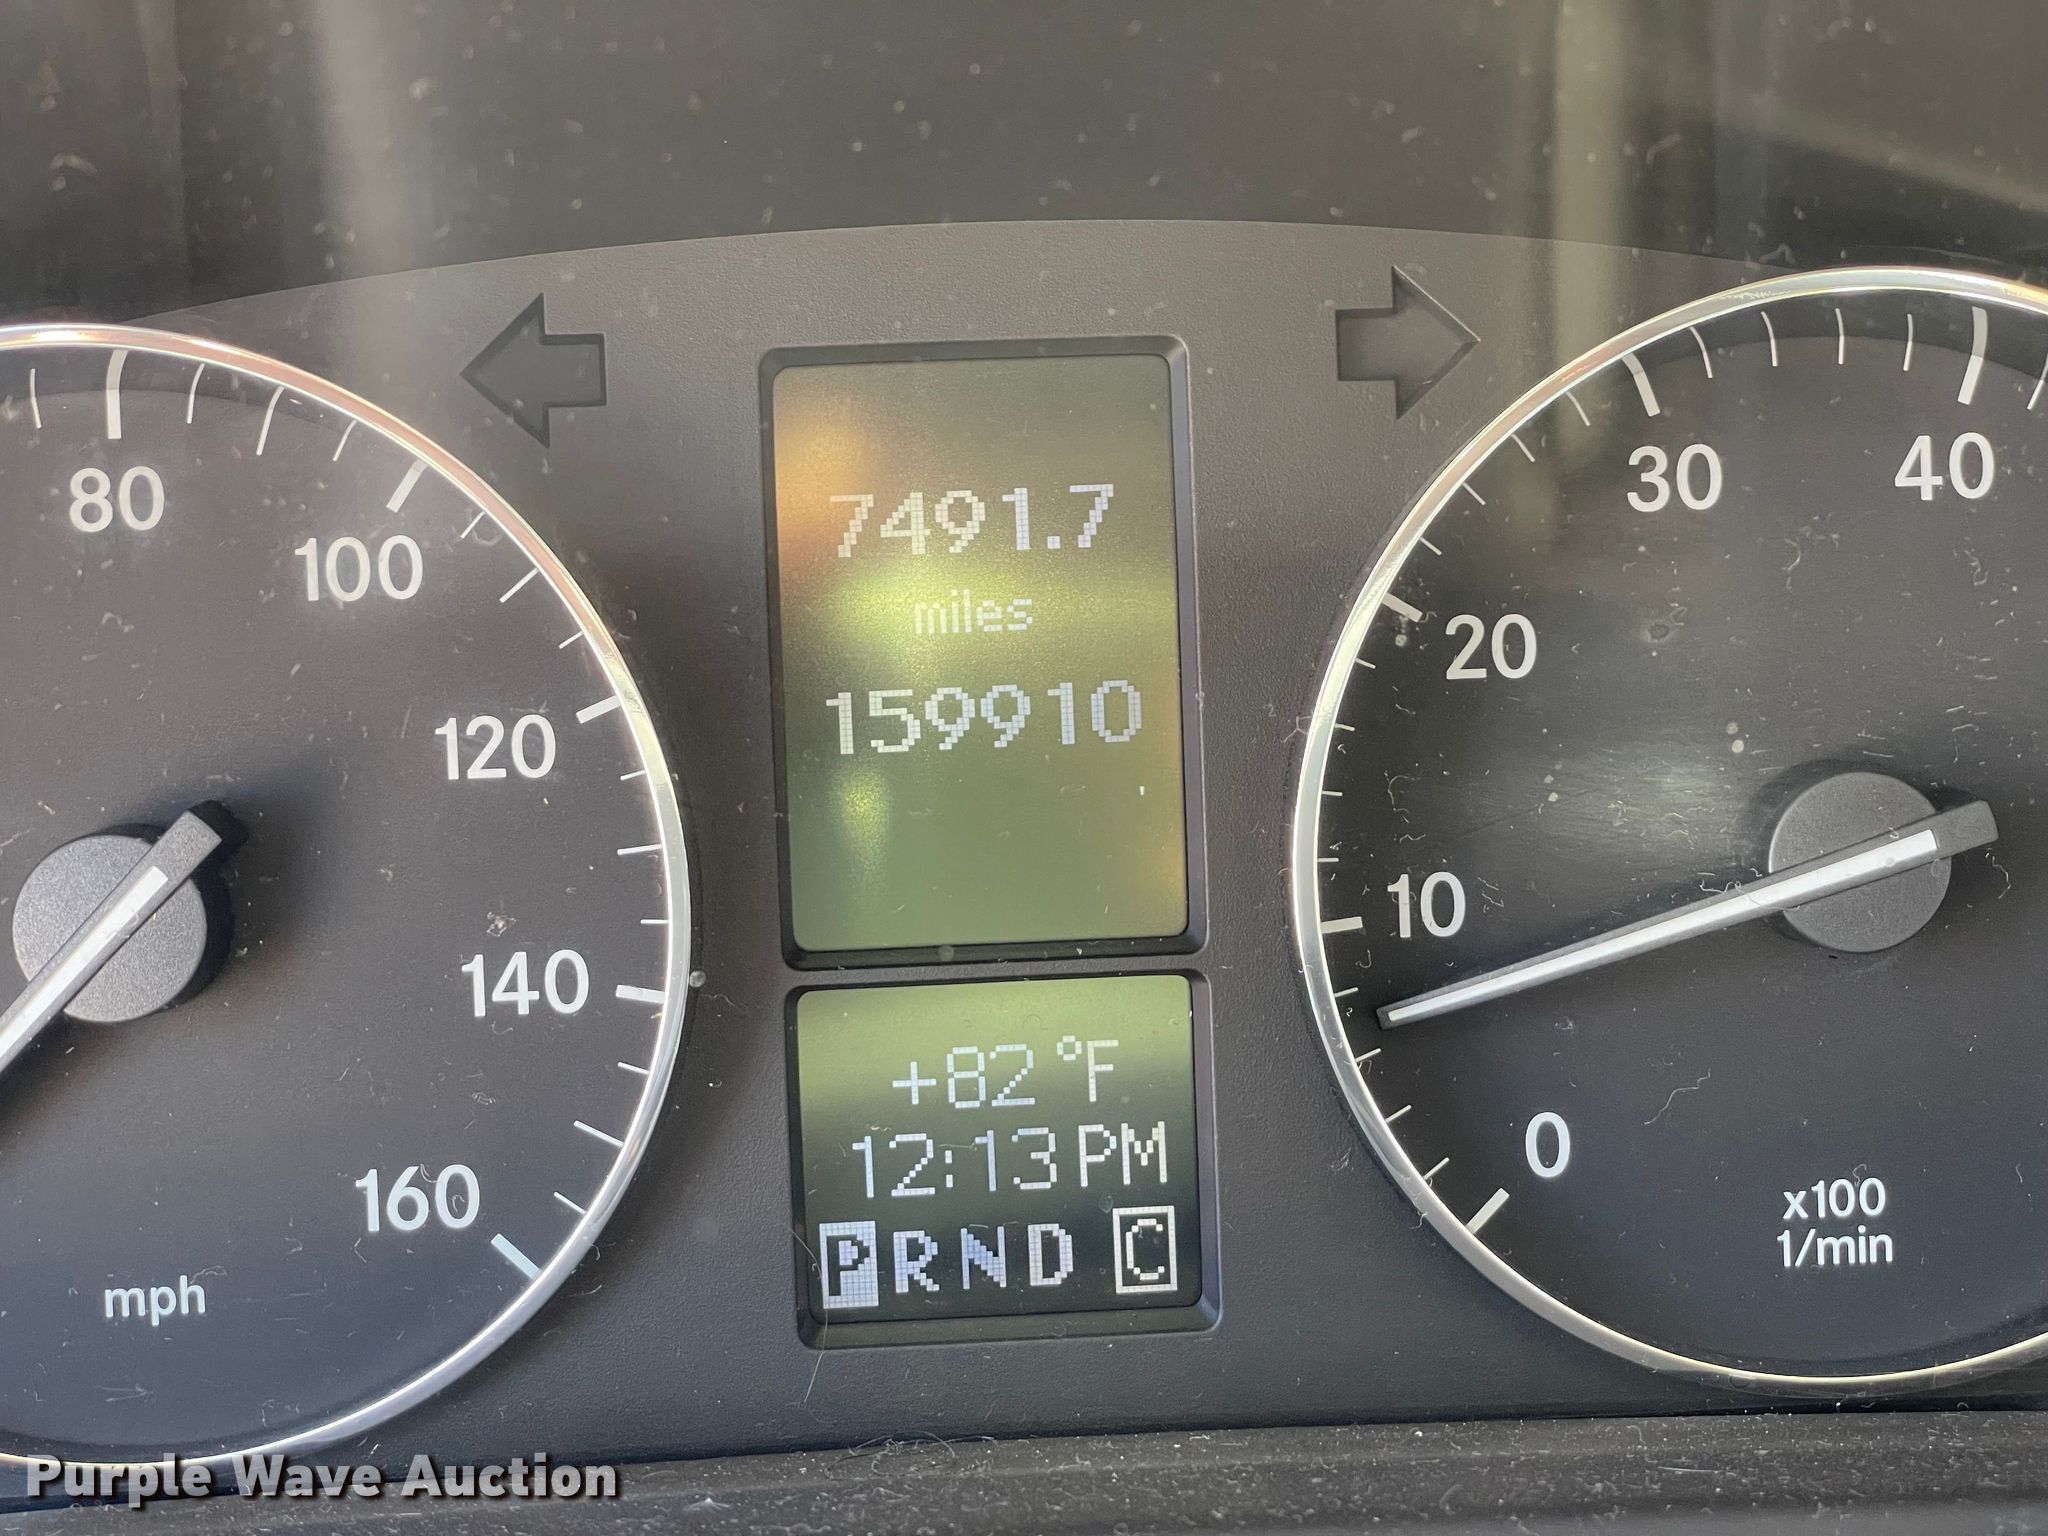 80
100
120
140
160
mph
7491.7
miles
159910
+82 °F
12:13 PM
P R N D C
40
30
20
10
0
x100
1/min
Purple Wave Auction